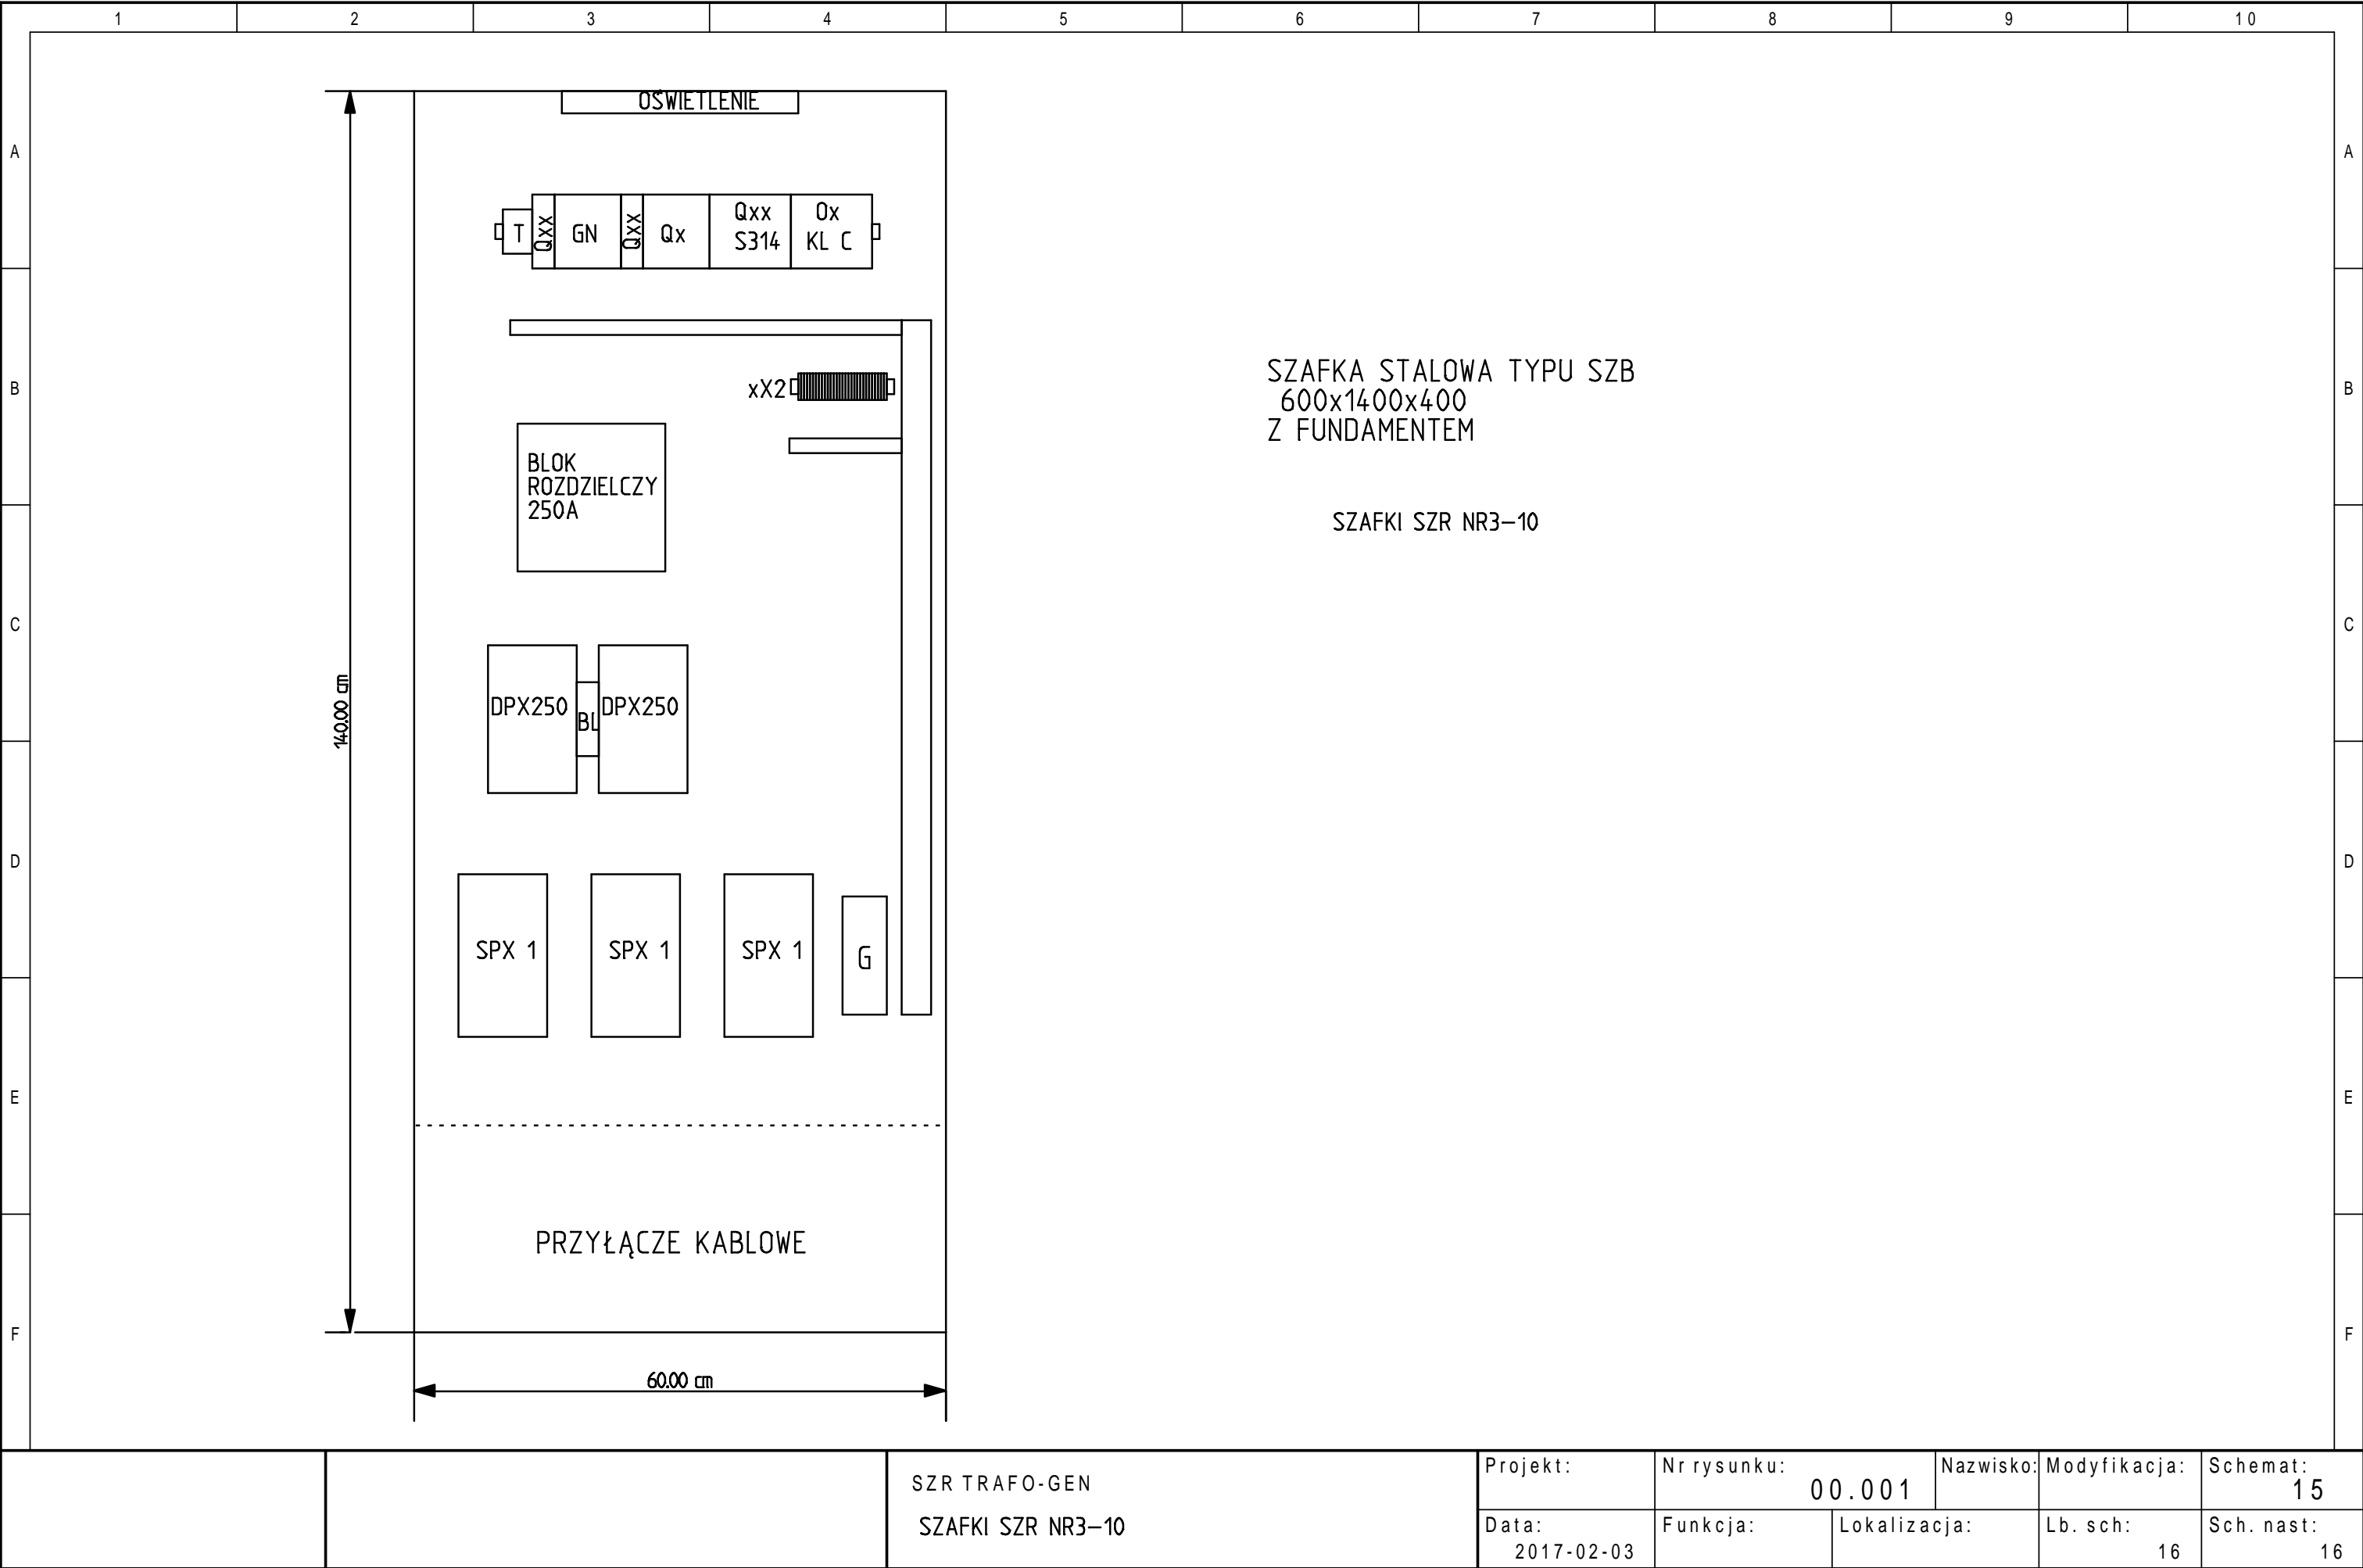 1 2 3 4 5 6 7 8 9 10
OŚWIETLENIE
A A
T Qxx GN Qxx Qx Qxx Ox
S314 KL C
B B
xX2
SZAFKA STALOWA TYPU SZB
600x1400x400
Z FUNDAMENTEM
BLOK
ROZDZIELCZY
250A
SZAFKI SZR NR3-10
C C
140.00 cm
DPX250 BL DPX250
D D
SPX 1 SPX 1 SPX 1 G
E E
PRZYŁĄCZE KABLOWE
F F
60.00 cm
SZR TRAFO-GEN
SZAFKI SZR NR3-10
Projekt: Nr rysunku: Nazwisko: Modyfikacja: Schemat:
00.001 15
Data: Funkcja: Lokalizacja: Lb. sch: Sch. nast:
2017-02-03 16 16